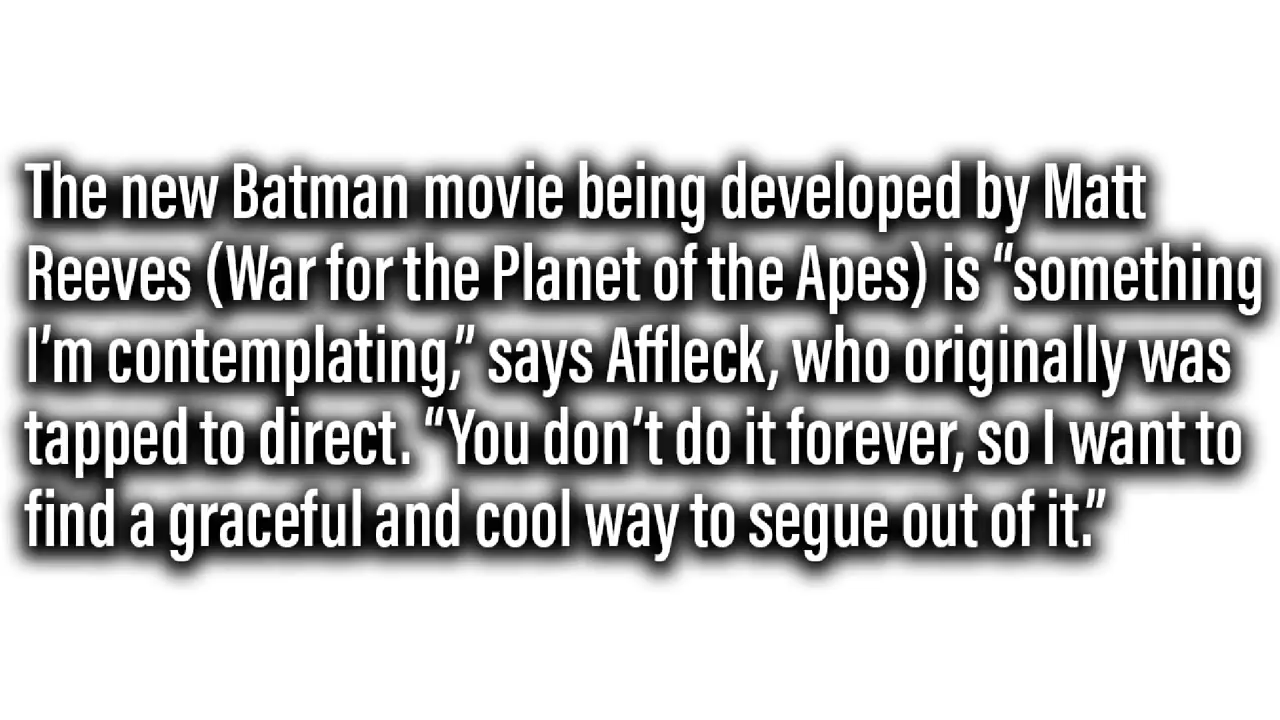 The new Batman movie being developed by Matt
Reeves (War for the Planet of the Apes) is “something
I’m contemplating,” says Affleck, who originally was
tapped to direct. “You don’t do it forever, so I want to
find a graceful and cool way to segue out of it.”